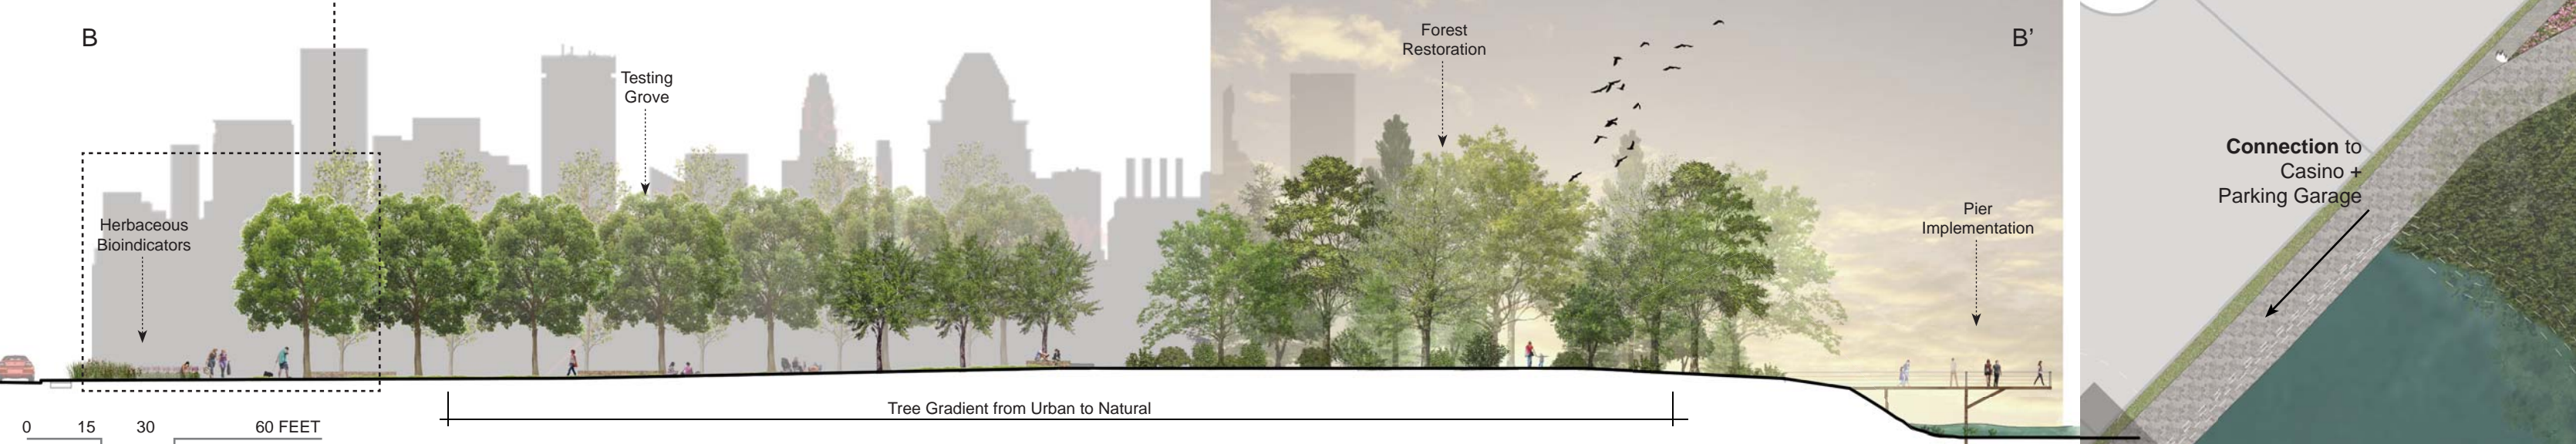 B
Testing
Grove
Herbaceous
Bioindicators
Forest
Restoration
B’
Pier
Implementation
Connection to
Casino +
Parking Garage
Tree Gradient from Urban to Natural
0 15 30 60 FEET